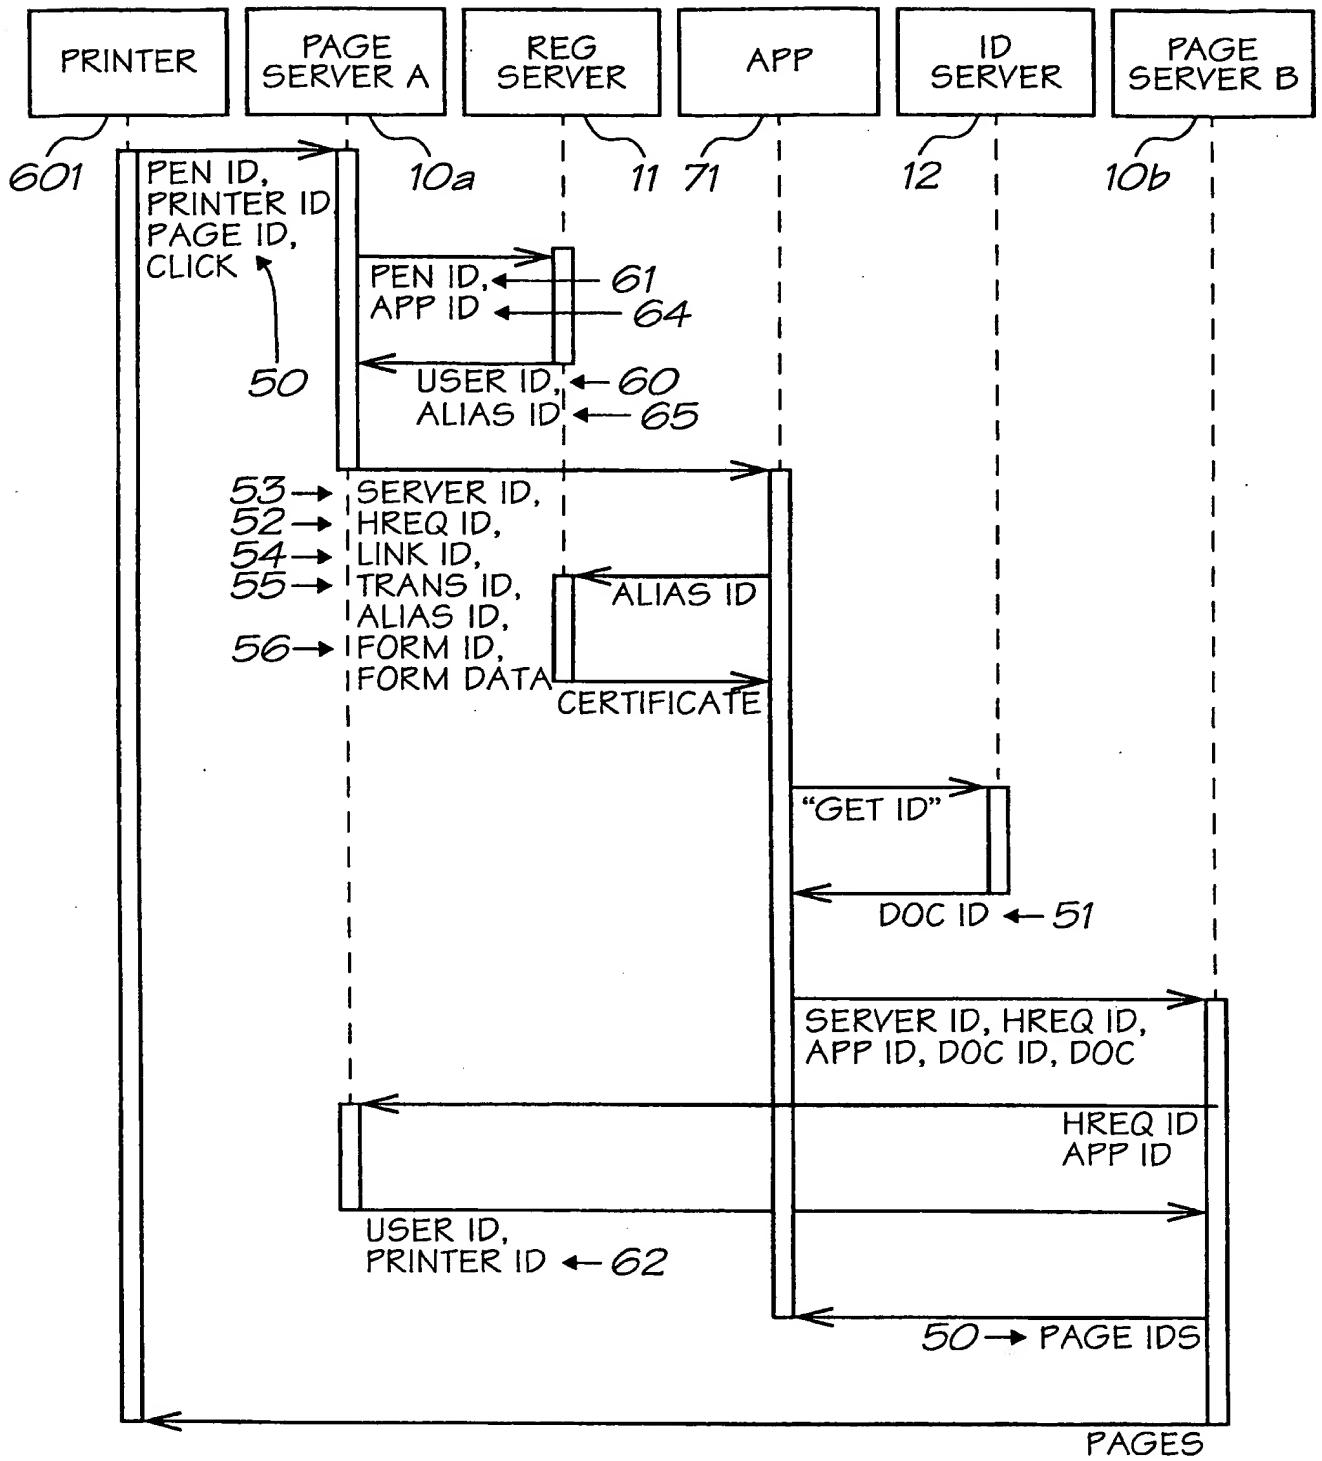 PRINTER
PAGE
SERVER A
REG
SERVER
APP
ID
SERVER
PAGE
SERVER B
601
10a
11
71
12
10b
PEN ID,
PRINTER ID
PAGE ID,
CLICK
50
PEN ID,
61
APP ID
64
USER ID,
60
ALIAS ID
65
53
SERVER ID,
52
HREQ ID,
54
LINK ID,
55
TRANS ID,
ALIAS ID,
56
FORM ID,
FORM DATA
ALIAS ID
CERTIFICATE
“GET ID”
DOC ID
51
SERVER ID, HREQ ID,
APP ID, DOC ID, DOC
HREQ ID
APP ID
USER ID,
PRINTER ID
62
50
PAGE IDS
PAGES